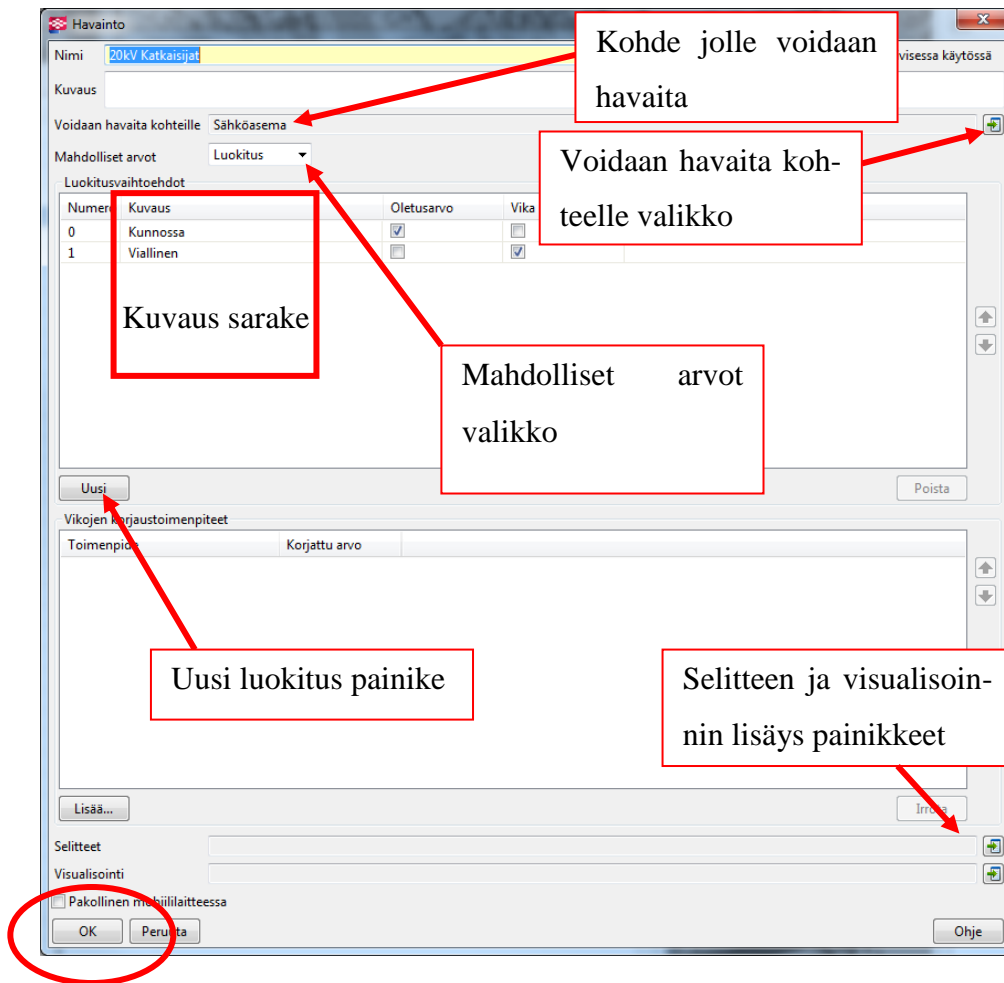 Havainto
Nimi 20kV Katkaisijat visessa käytössä
Kohde jolle voidaan
havaita
Kuvaus
Voidaan havaita kohteille Sähköasema
Mahdolliset arvot Luokitus
Voidaan havaita koh-
teelle valikko
Luokitusvaihtoehdot
Numero Kuvaus Oletusarvo Vika
0 Kunnossa
1 Viallinen
Kuvaus sarake
Mahdolliset arvot
valikko
Uusi Poista
Vikojen korjaustoimenpiteet
Toimenpide Korjattu arvo
Uusi luokitus painike
Selitteen ja visualisoin-
nin lisäys painikkeet
Lisää... Irrota
Selitteet
Visualisointi
Pakollinen mobiililaitteessa
OK Peruuta Ohje